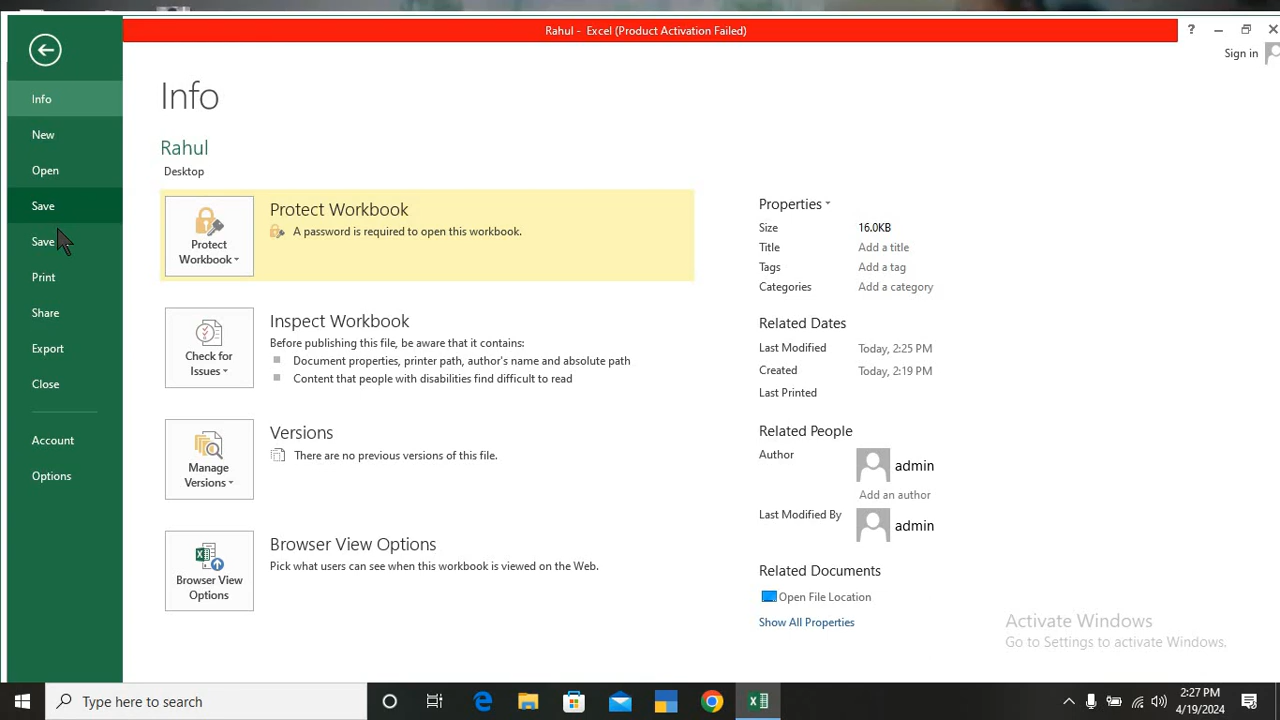 Rahul - Excel (Product Activation Failed)
?
Sign in
Info
New
Open
Save
Save
Print
Share
Export
Close
Account
Options
Info
Rahul
Desktop
Protect Workbook
Protect Workbook
A password is required to open this workbook.
Check for Issues
Inspect Workbook
Before publishing this file, be aware that it contains:
Document properties, printer path, author's name and absolute path
Content that people with disabilities find difficult to read
Manage Versions
Versions
There are no previous versions of this file.
Browser View Options
Browser View Options
Pick what users can see when this workbook is viewed on the Web.
Properties
Size 16.0KB
Title Add a title
Tags Add a tag
Categories Add a category
Related Dates
Last Modified Today, 2:25 PM
Created Today, 2:19 PM
Last Printed
Related People
Author admin
Add an author
Last Modified By admin
Related Documents
Open File Location
Show All Properties
Activate Windows
Go to Settings to activate Windows.
Type here to search
2:27 PM
4/19/2024